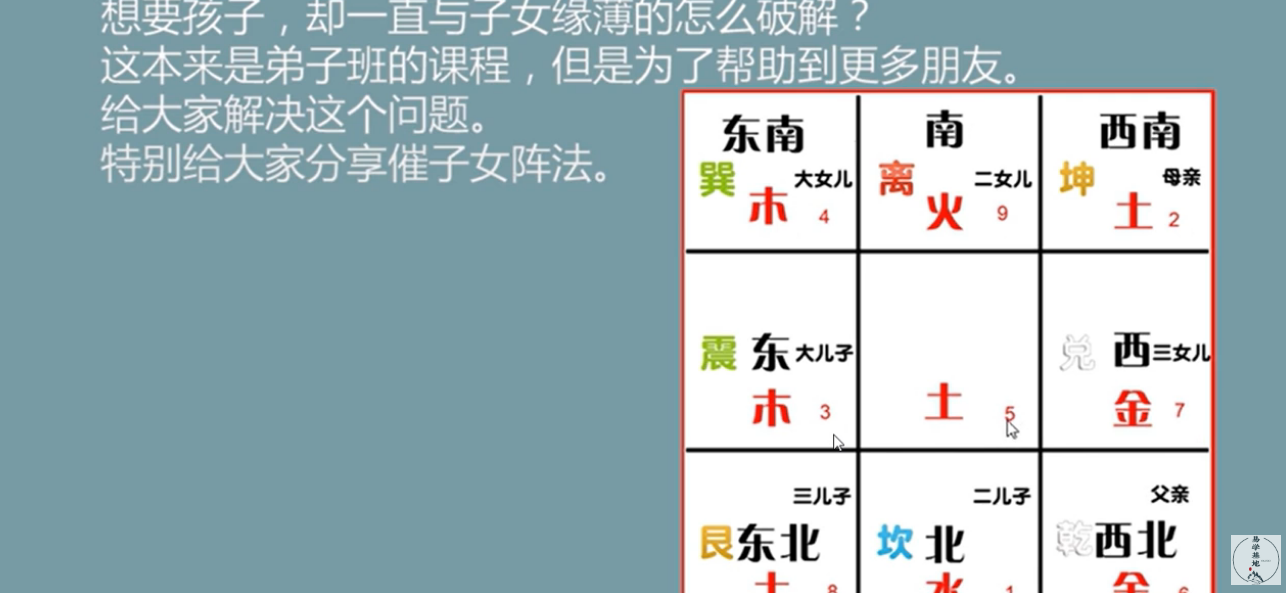 想要孩子，却一直与子女缘薄的怎么破解？
这本来是弟子班的课程，但是为了帮助到更多朋友。
给大家解决这个问题。
特别给大家分享催子女阵法。
东南
巽 大女儿
木 4
南
离 二女儿
火 9
西南
坤 母亲
土 2
震 东 大儿子
木 3
土 5
兑 西 三女儿
金 7
三儿子
艮 东北
土 8
二儿子
坎 北
水 1
父亲
乾 西北
金 6
易学基地